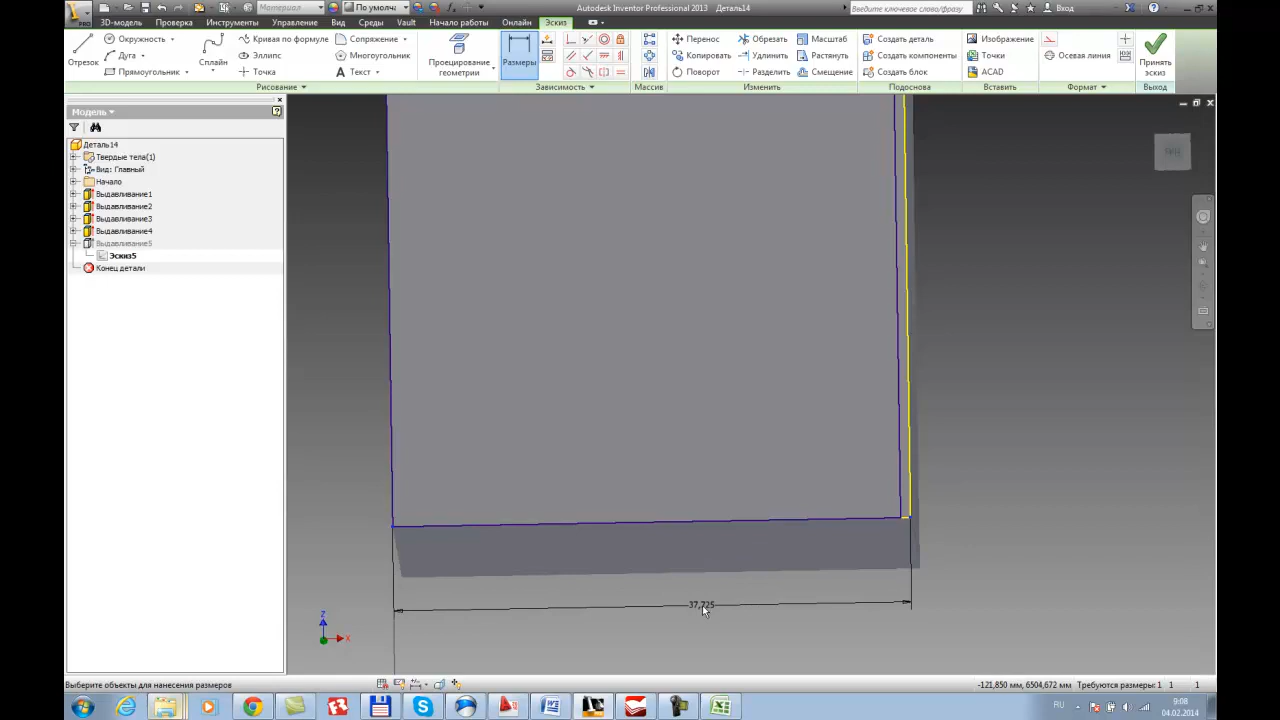 Материал По умолч Autodesk Inventor Professional 2013 Деталь14 Введите ключевое слово/фразу Вход
PRO 3D-модель Проверка Инструменты Управление Вид Среды Vault Начало работы Онлайн Эскиз
Отрезок Окружность Дуга Прямоугольник Сплайн Кривая по формуле Эллипс Точка Сопряжение Многоугольник Текст
Проецирование геометрии
Размеры
Перенос Копировать Поворот Обрезать Удлинить Разделить Масштаб Растянуть Смещение
Создать деталь Создать компоненты Создать блок
Изображение Точки ACAD
Осевая линия
Принять эскиз
Рисование Зависимость Массив Изменить Подоснова Вставить Формат Выход
Модель
Деталь14
Твердые тела(1)
Вид: Главный
Начало
Выдавливание1
Выдавливание2
Выдавливание3
Выдавливание4
Выдавливание5
Эскиз5
Конец детали
37,725
Z
X
Выберите объекты для нанесения размеров -121,850 мм, 6504,672 мм Требуются размеры: 1 1 1
RU 9:08
04.02.2014